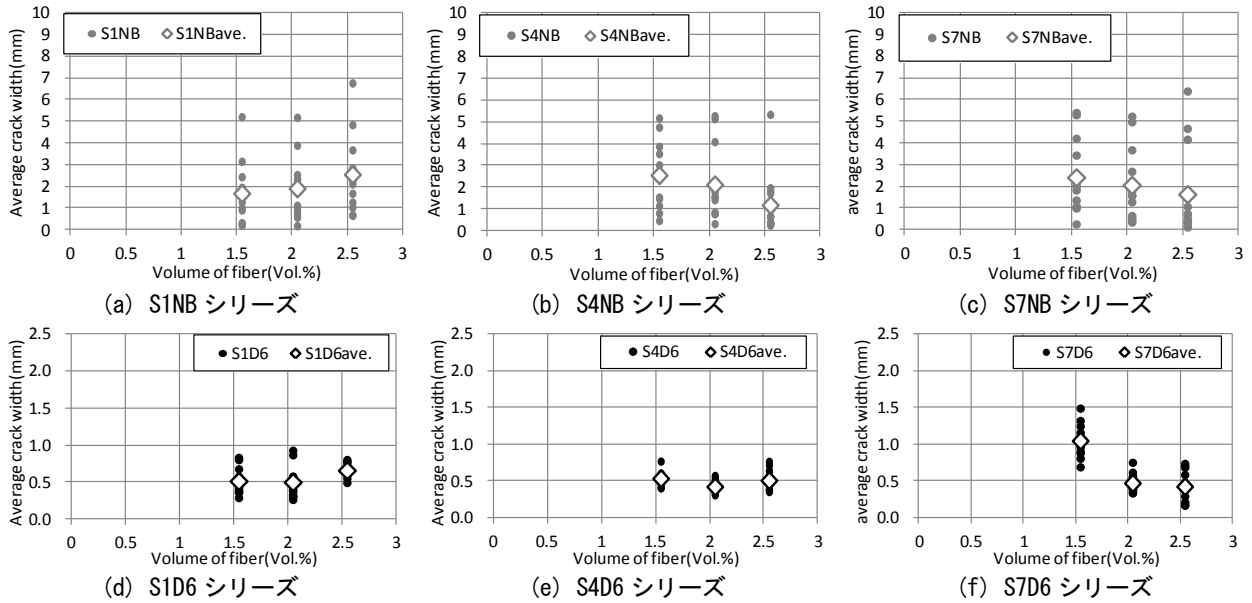 Average crack width(mm)
10
9
8
7
6
5
4
3
2
1
0
S1NB S1NBave.
0 0.5 1 1.5 2 2.5 3
Volume of fiber(Vol.%)
(a) S1NB シリーズ
Average crack width(mm)
10
9
8
7
6
5
4
3
2
1
0
S4NB S4NBave.
0 0.5 1 1.5 2 2.5 3
Volume of fiber(Vol.%)
(b) S4NB シリーズ
average crack width(mm)
10
9
8
7
6
5
4
3
2
1
0
S7NB S7NBave.
0 0.5 1 1.5 2 2.5 3
Volume of fiber(Vol.%)
(c) S7NB シリーズ
Average crack width(mm)
2.5
2.0
1.5
1.0
0.5
0.0
S1D6 S1D6ave.
0 0.5 1 1.5 2 2.5 3
Volume of fiber(Vol.%)
(d) S1D6 シリーズ
Average crack width(mm)
2.5
2.0
1.5
1.0
0.5
0.0
S4D6 S4D6ave.
0 0.5 1 1.5 2 2.5 3
Volume of fiber(Vol.%)
(e) S4D6 シリーズ
average crack width(mm)
2.5
2.0
1.5
1.0
0.5
0.0
S7D6 S7D6ave.
0 0.5 1 1.5 2 2.5 3
Volume of fiber(Vol.%)
(f) S7D6 シリーズ